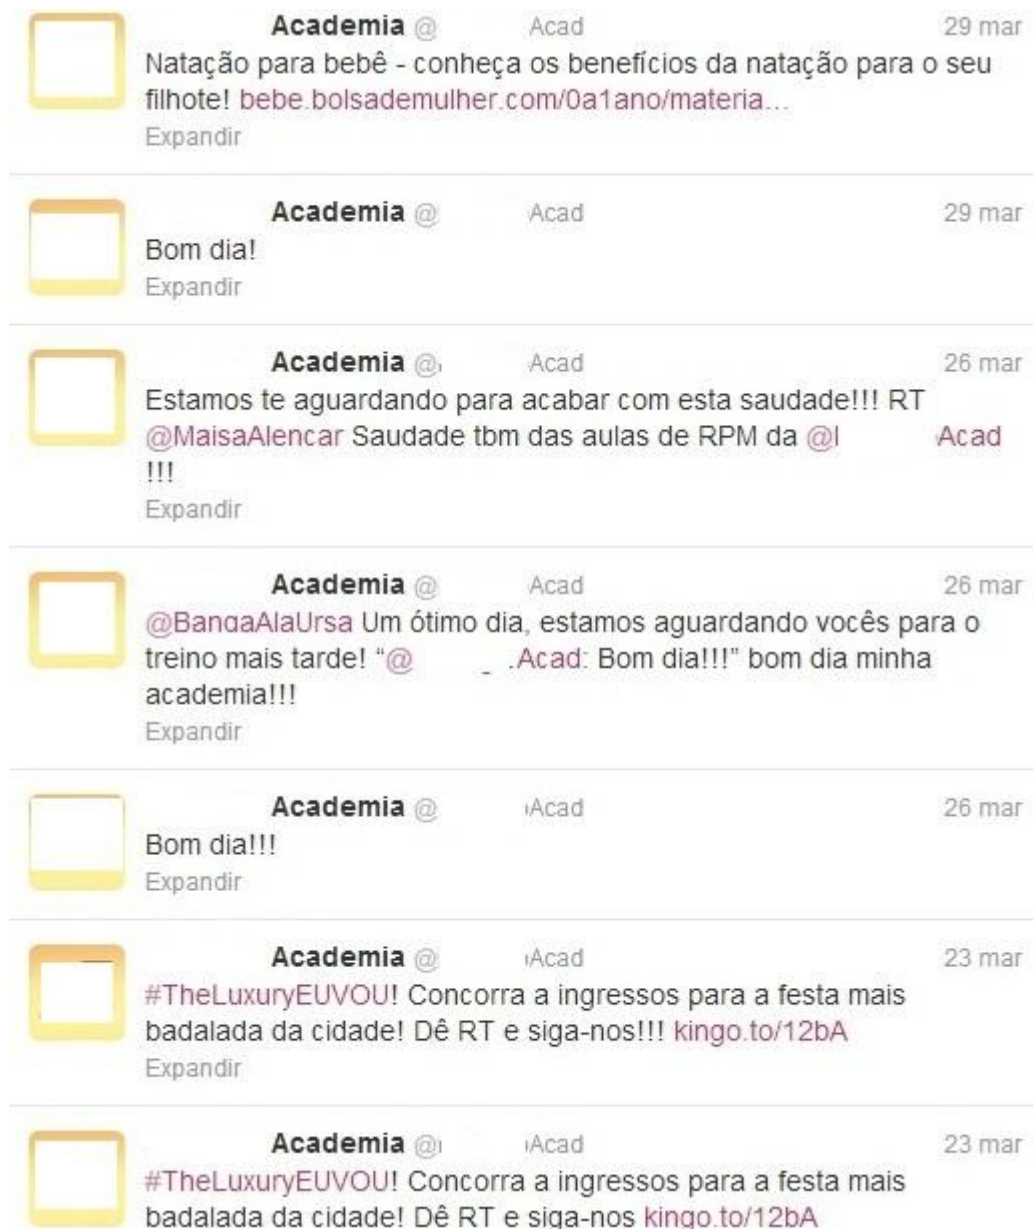 Academia @ Acad 29 mar
Natação para bebê - conheça os benefícios da natação para o seu
filhote! bebe.bolsademulher.com/0a1ano/materia...
Expandir
Academia @ Acad 29 mar
Bom dia!
Expandir
Academia @ Acad 26 mar
Estamos te aguardando para acabar com esta saudade!!! RT
@MaisaAlencar Saudade tbm das aulas de RPM da @ Acad
!!!
Expandir
Academia @ Acad 26 mar
@BandaAlaUrsa Um ótimo dia, estamos aguardando vocês para o
treino mais tarde! “@ Acad: Bom dia!!!” bom dia minha
academia!!!
Expandir
Academia @ Acad 26 mar
Bom dia!!!
Expandir
Academia @ Acad 23 mar
#TheLuxuryEUVOU! Concorra a ingressos para a festa mais
badalada da cidade! Dê RT e siga-nos!!! kingo.to/12bA
Expandir
Academia @ Acad 23 mar
#TheLuxuryEUVOU! Concorra a ingressos para a festa mais
badalada da cidade! Dê RT e siga-nos kingo.to/12bA